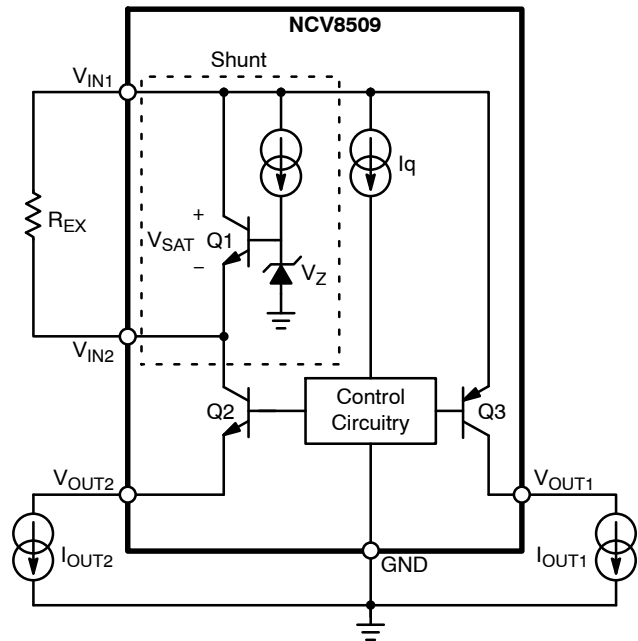 NCV8509
Shunt
V_IN1
Iq
R_EX
+
V_SAT Q1
−
V_Z
V_IN2
Q2
Control
Circuitry
Q3
V_OUT2
V_OUT1
I_OUT2
GND
I_OUT1